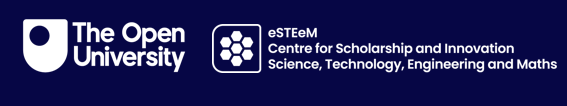 The Open
University
eSTEeM
Centre for Scholarship and Innovation
Science, Technology, Engineering and Maths